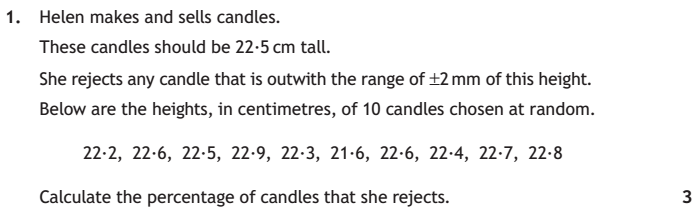 1. Helen makes and sells candles.
These candles should be 22·5 cm tall.
She rejects any candle that is outwith the range of ±2 mm of this height.
Below are the heights, in centimetres, of 10 candles chosen at random.
22·2, 22·6, 22·5, 22·9, 22·3, 21·6, 22·6, 22·4, 22·7, 22·8
Calculate the percentage of candles that she rejects. 3